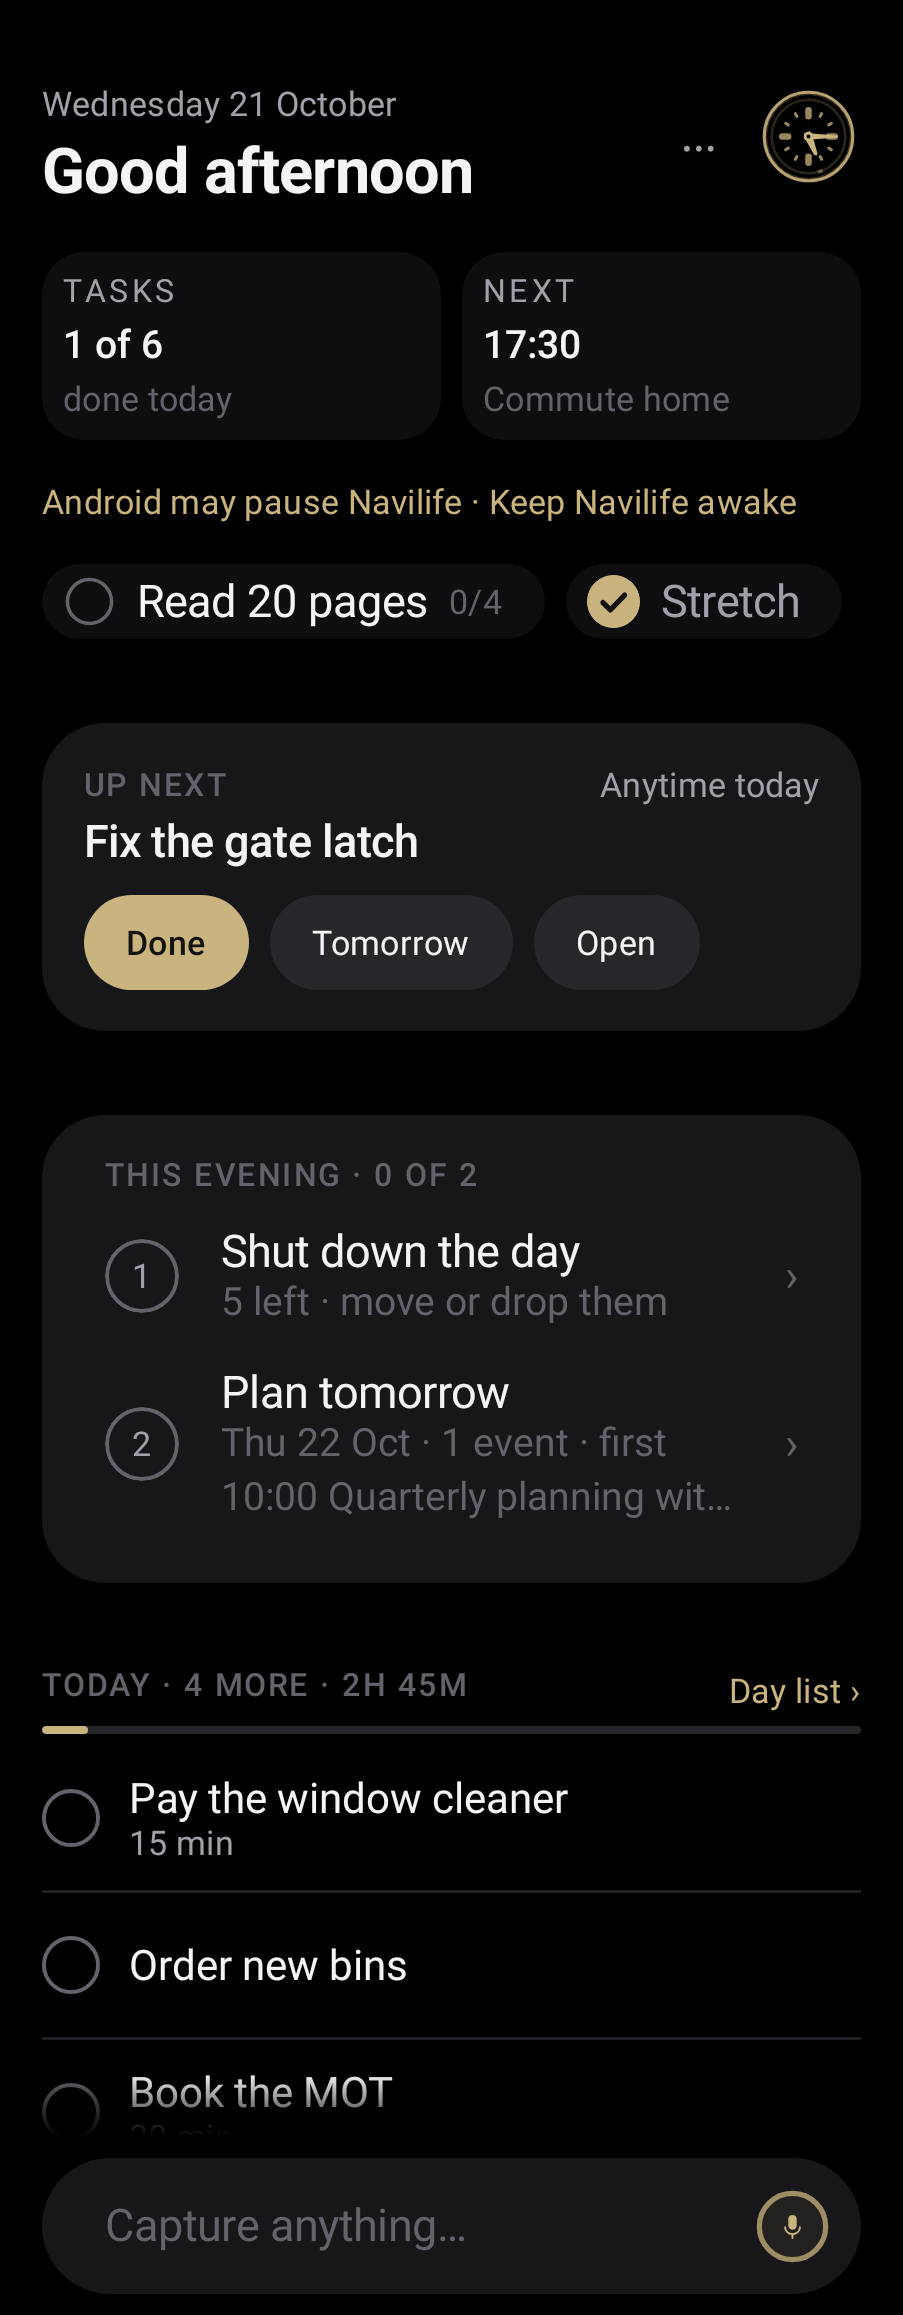 Wednesday 21 October
Good afternoon
...
TASKS
1 of 6
done today
NEXT
17:30
Commute home
Android may pause Navilife · Keep Navilife awake
Read 20 pages 0/4
Stretch
UP NEXT
Anytime today
Fix the gate latch
Done
Tomorrow
Open
THIS EVENING · 0 OF 2
1
Shut down the day
5 left · move or drop them
›
2
Plan tomorrow
Thu 22 Oct · 1 event · first
10:00 Quarterly planning wit...
›
TODAY · 4 MORE · 2H 45M
Day list ›
Pay the window cleaner
15 min
Order new bins
Book the MOT
Capture anything...